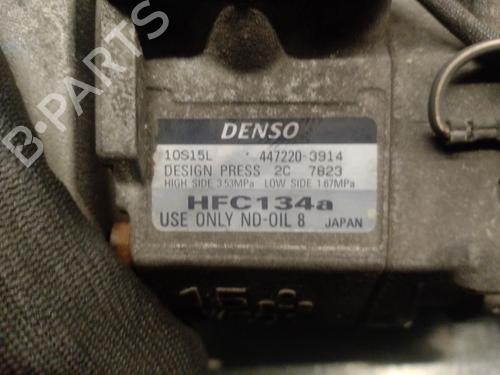 DENSO
10S15L 447220-3914
DESIGN PRESS 2C 7823
HIGH SIDE 3.53MPa LOW SIDE 1.67MPa
HFC134a
USE ONLY ND-OIL 8 JAPAN
B-PARTS